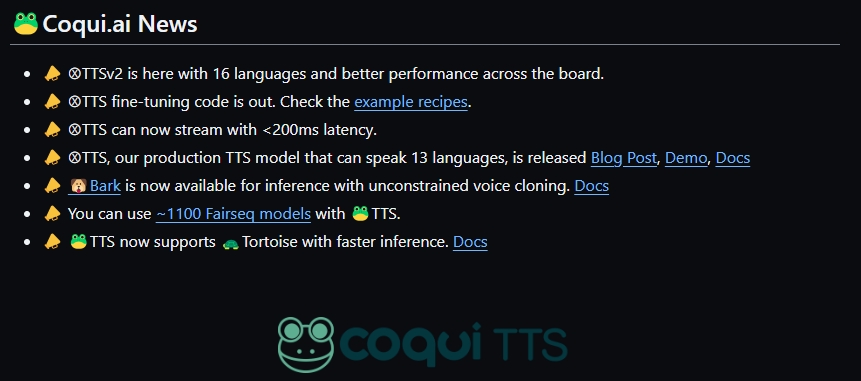 🐸Coqui.ai News
📣 ⓍTTSv2 is here with 16 languages and better performance across the board.
📣 ⓍTTS fine-tuning code is out. Check the example recipes.
📣 ⓍTTS can now stream with <200ms latency.
📣 ⓍTTS, our production TTS model that can speak 13 languages, is released Blog Post, Demo, Docs
📣 🐶Bark is now available for inference with unconstrained voice cloning. Docs
📣 You can use ~1100 Fairseq models with 🐸TTS.
📣 🐸TTS now supports 🐢Tortoise with faster inference. Docs
coqui TTS